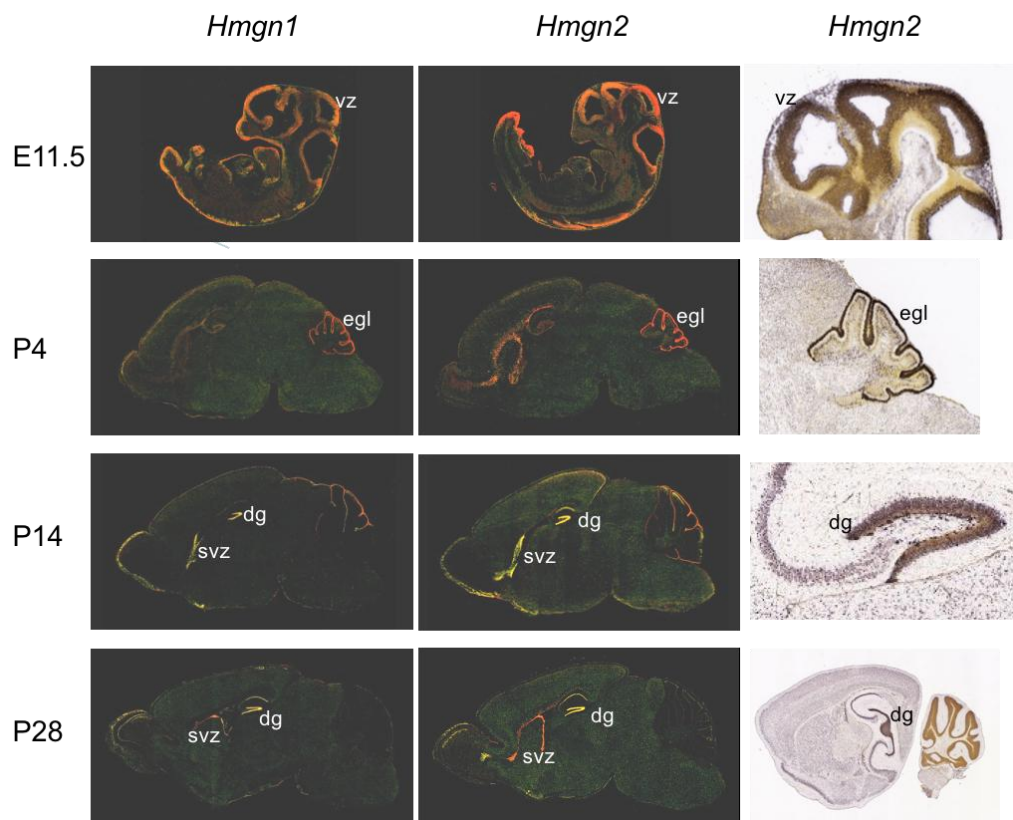 Hmgn1 Hmgn2 Hmgn2
E11.5 vz vz vz
P4 egl egl egl
P14 dg svz dg svz dg
P28 dg svz dg svz dg